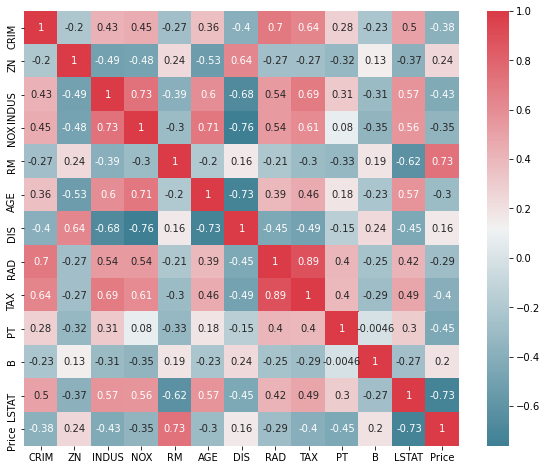 CRIM 1 -0.2 0.43 0.45 -0.27 0.36 -0.4 0.7 0.64 0.28 -0.23 0.5 -0.38
ZN -0.2 1 -0.49 -0.48 0.24 -0.53 0.64 -0.27 -0.27 -0.32 0.13 -0.37 0.24
INDUS 0.43 -0.49 1 0.73 -0.39 0.6 -0.68 0.54 0.69 0.31 -0.31 0.57 -0.43
NOX 0.45 -0.48 0.73 1 -0.3 0.71 -0.76 0.54 0.61 0.08 -0.35 0.56 -0.35
RM -0.27 0.24 -0.39 -0.3 1 -0.2 0.16 -0.21 -0.3 -0.33 0.19 -0.62 0.73
AGE 0.36 -0.53 0.6 0.71 -0.2 1 -0.73 0.39 0.46 0.18 -0.23 0.57 -0.3
DIS -0.4 0.64 -0.68 -0.76 0.16 -0.73 1 -0.45 -0.49 -0.15 0.24 -0.45 0.16
RAD 0.7 -0.27 0.54 0.54 -0.21 0.39 -0.45 1 0.89 0.4 -0.25 0.42 -0.29
TAX 0.64 -0.27 0.69 0.61 -0.3 0.46 -0.49 0.89 1 0.4 -0.29 0.49 -0.4
PT 0.28 -0.32 0.31 0.08 -0.33 0.18 -0.15 0.4 0.4 1 -0.0046 0.3 -0.45
B -0.23 0.13 -0.31 -0.35 0.19 -0.23 0.24 -0.25 -0.29 -0.0046 1 -0.27 0.2
LSTAT 0.5 -0.37 0.57 0.56 -0.62 0.57 -0.45 0.42 0.49 0.3 -0.27 1 -0.73
Price -0.38 0.24 -0.43 -0.35 0.73 -0.3 0.16 -0.29 -0.4 -0.45 0.2 -0.73 1
CRIM ZN INDUS NOX RM AGE DIS RAD TAX PT B LSTAT Price
1.0
0.8
0.6
0.4
0.2
0.0
-0.2
-0.4
-0.6